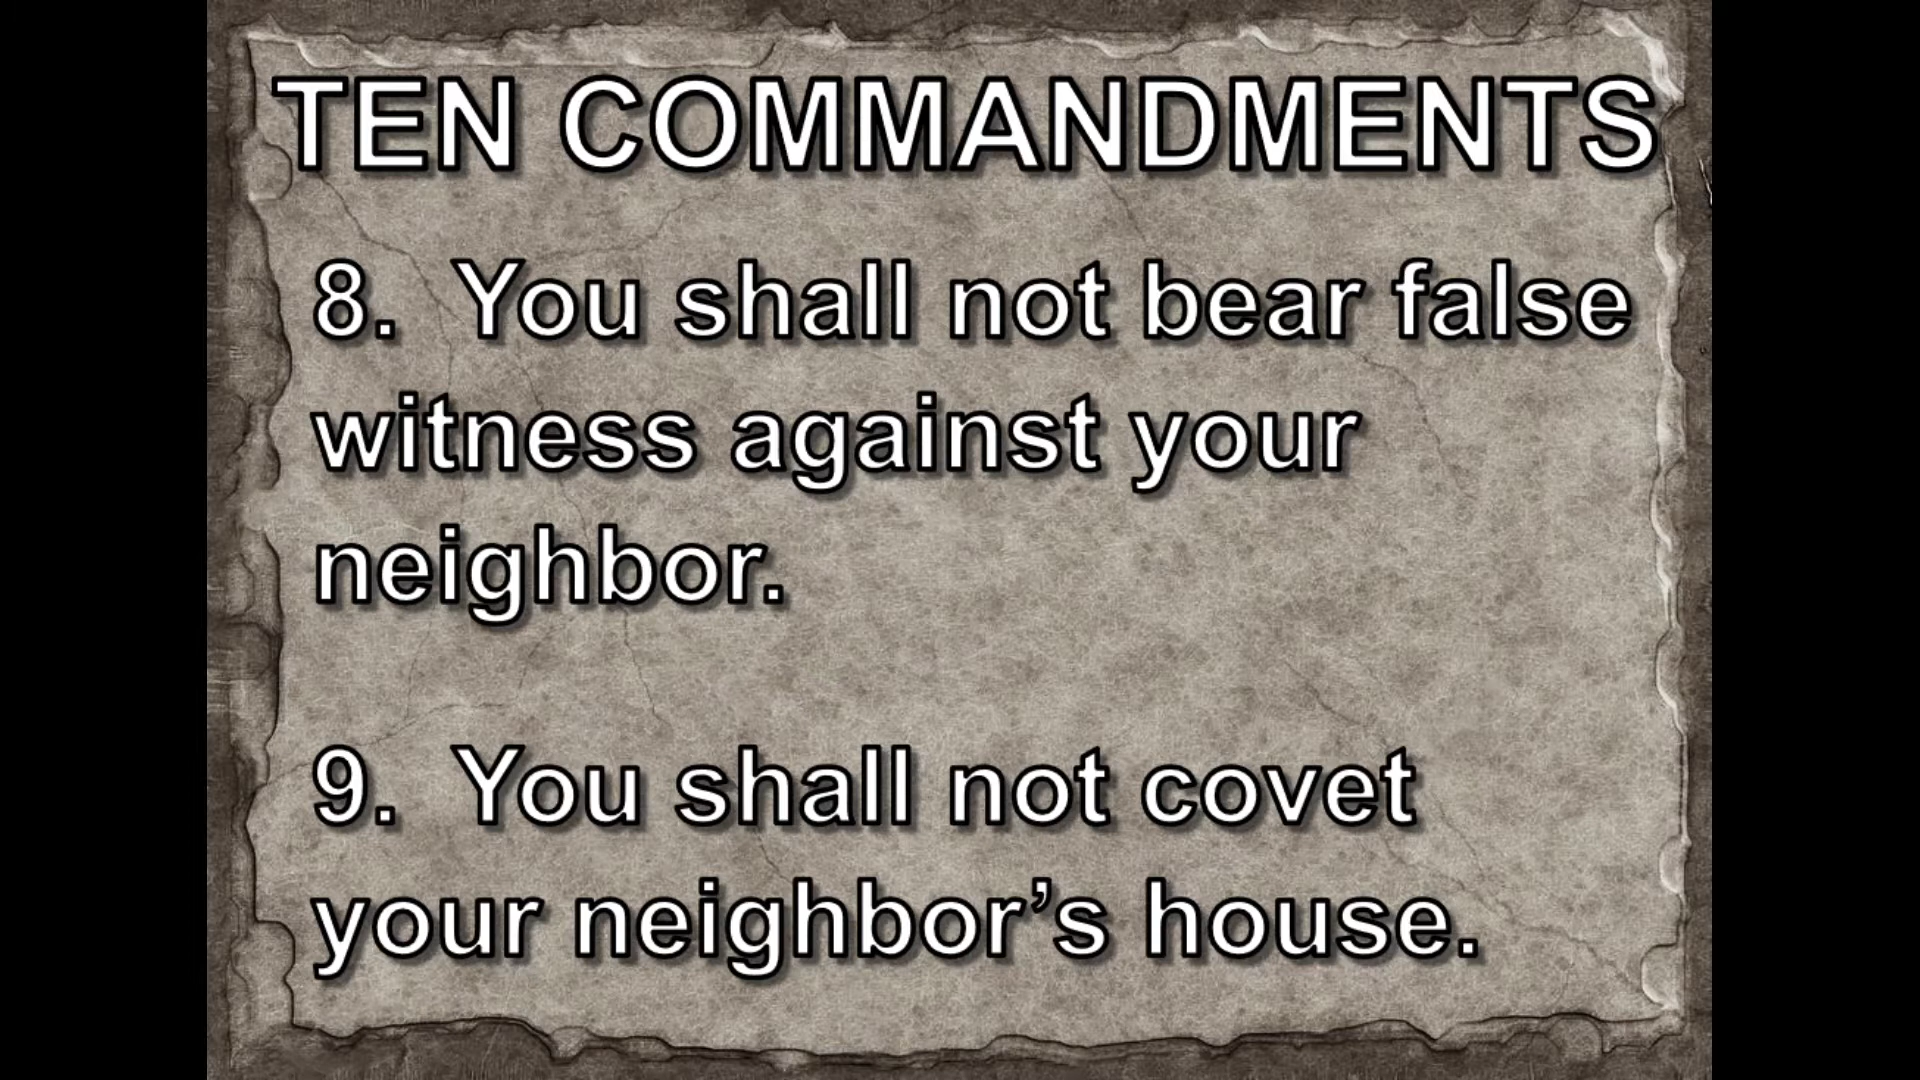 TEN COMMANDMENTS
8. You shall not bear false
witness against your
neighbor.
9. You shall not covet
your neighbor’s house.